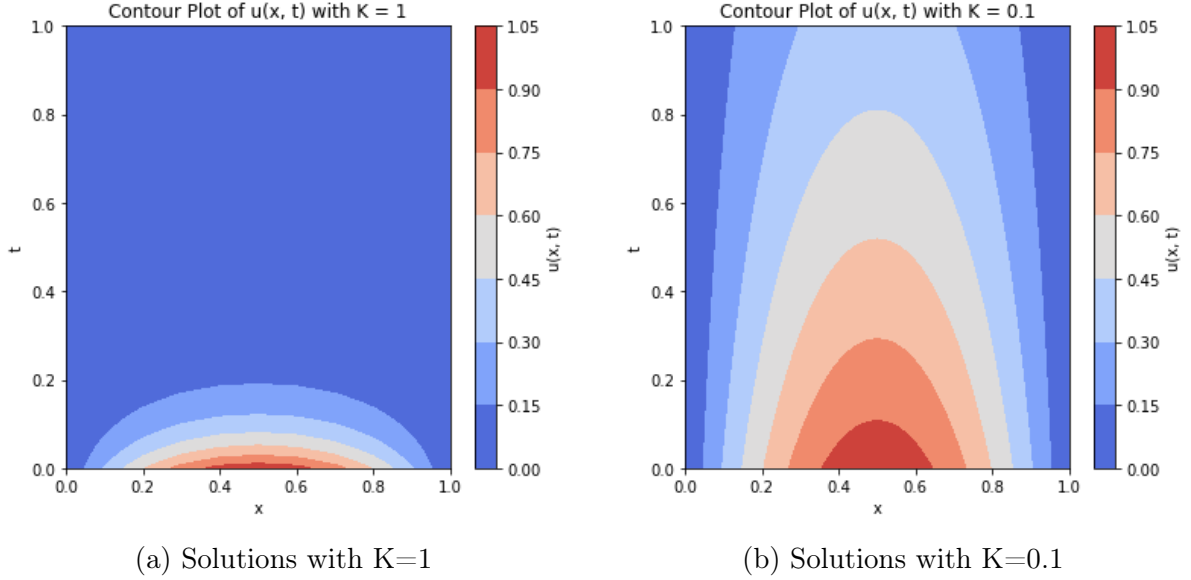 Contour Plot of u(x, t) with K = 1
1.0
0.8
0.6
0.4
0.2
0.0
t
0.0 0.2 0.4 0.6 0.8 1.0
x
1.05
0.90
0.75
0.60
0.45
0.30
0.15
0.00
u(x, t)
(a) Solutions with K=1
Contour Plot of u(x, t) with K = 0.1
1.0
0.8
0.6
0.4
0.2
0.0
t
0.0 0.2 0.4 0.6 0.8 1.0
x
1.05
0.90
0.75
0.60
0.45
0.30
0.15
0.00
u(x, t)
(b) Solutions with K=0.1